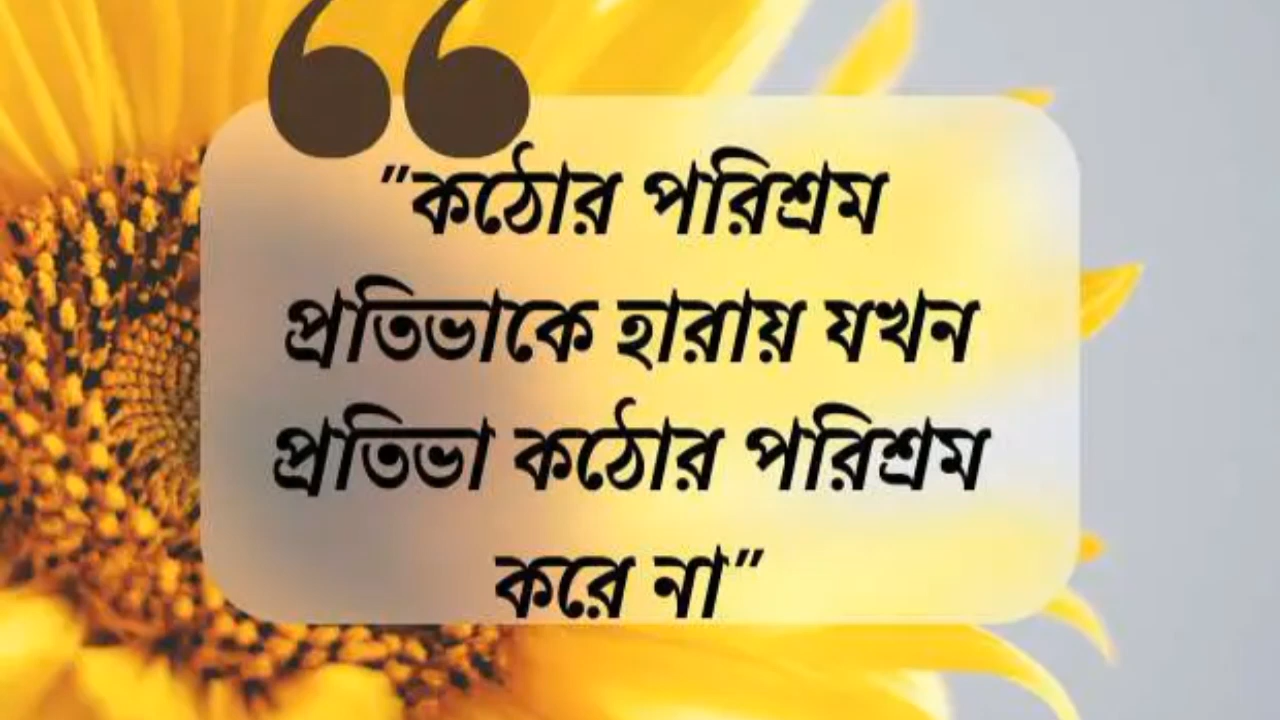 "কঠোর পরিশ্রম
প্রতিভাকে হারায় যখন
প্রতিভা কঠোর পরিশ্রম
করে না"